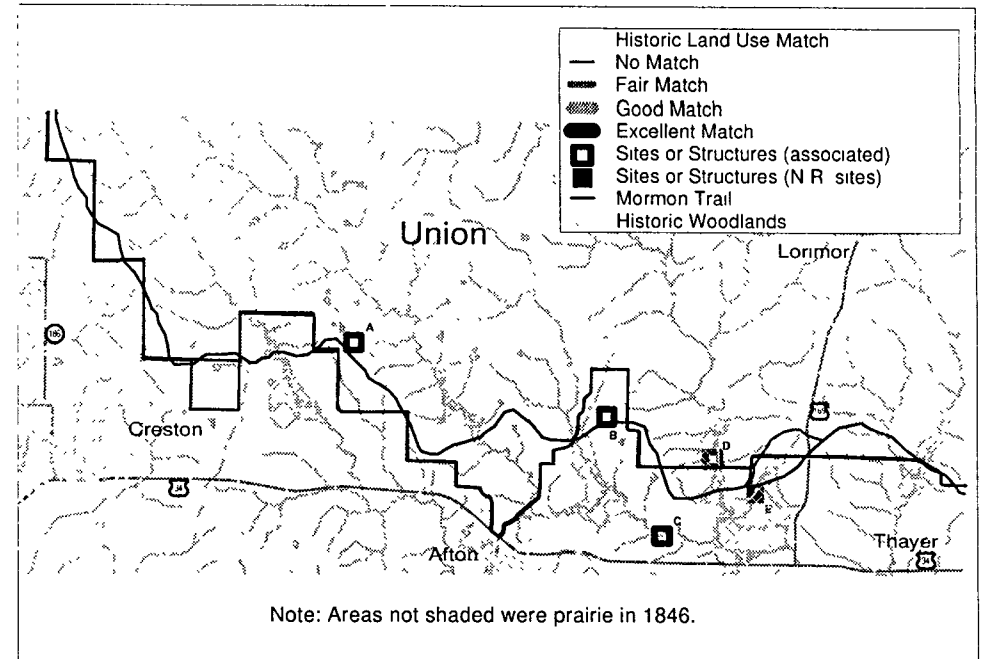 Historic Land Use Match
No Match
Fair Match
Good Match
Excellent Match
Sites or Structures (associated)
Sites or Structures (N R sites)
Mormon Trail
Historic Woodlands
Union
Lorimor
A
186
Creston
B
D
E
34
C
Afton
Thayer
34
Note: Areas not shaded were prairie in 1846.